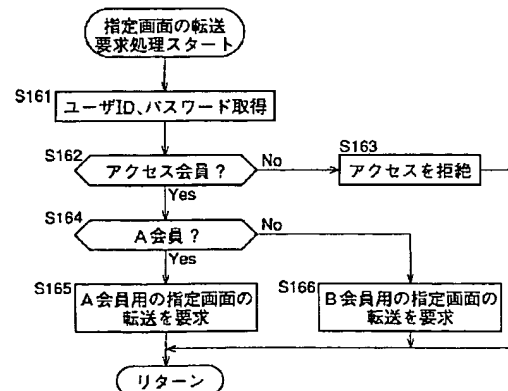 指定画面の転送
要求処理スタート
S161
ユーザID、パスワード取得
S162
アクセス会員?
No
S163
アクセスを拒絶
Yes
S164
A会員?
No
Yes
S165
A会員用の指定画面の
転送を要求
S166
B会員用の指定画面の
転送を要求
リターン